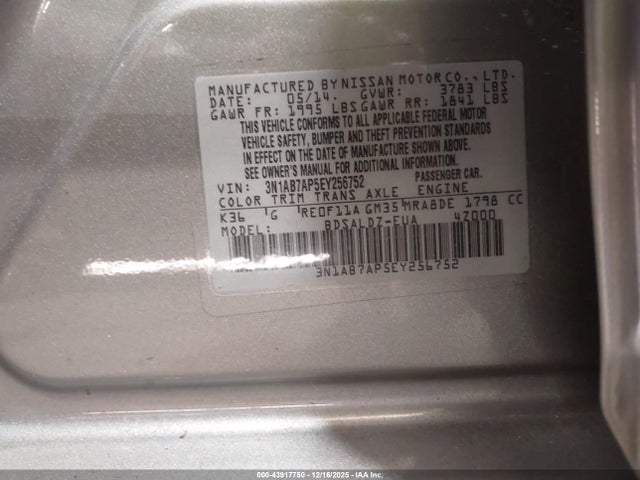 MANUFACTURED BY NISSAN MOTOR CO., LTD.
DATE: 05/14. GVWR: 3783 LBS
GAWR FR: 1995 LBS GAWR RR: 1841 LBS
THIS VEHICLE CONFORMS TO ALL APPLICABLE FEDERAL MOTOR
VEHICLE SAFETY, BUMPER AND THEFT PREVENTION STANDARDS
IN EFFECT ON THE DATE OF MANUFACTURE SHOWN ABOVE.
SEE OWNER'S MANUAL FOR ADDITIONAL INFORMATION.
VIN: 3N1AB7AP5EY256752 PASSENGER CAR.
COLOR TRIM TRANS AXLE ENGINE
K36 'G 'RE0F11A GM35'MRA8DE 1798 CC
MODEL: BDSALDZ-EUA 4Z000
3N1AB7AP5EY256752
000-43917750 - 12/16/2025 - IAAI.com